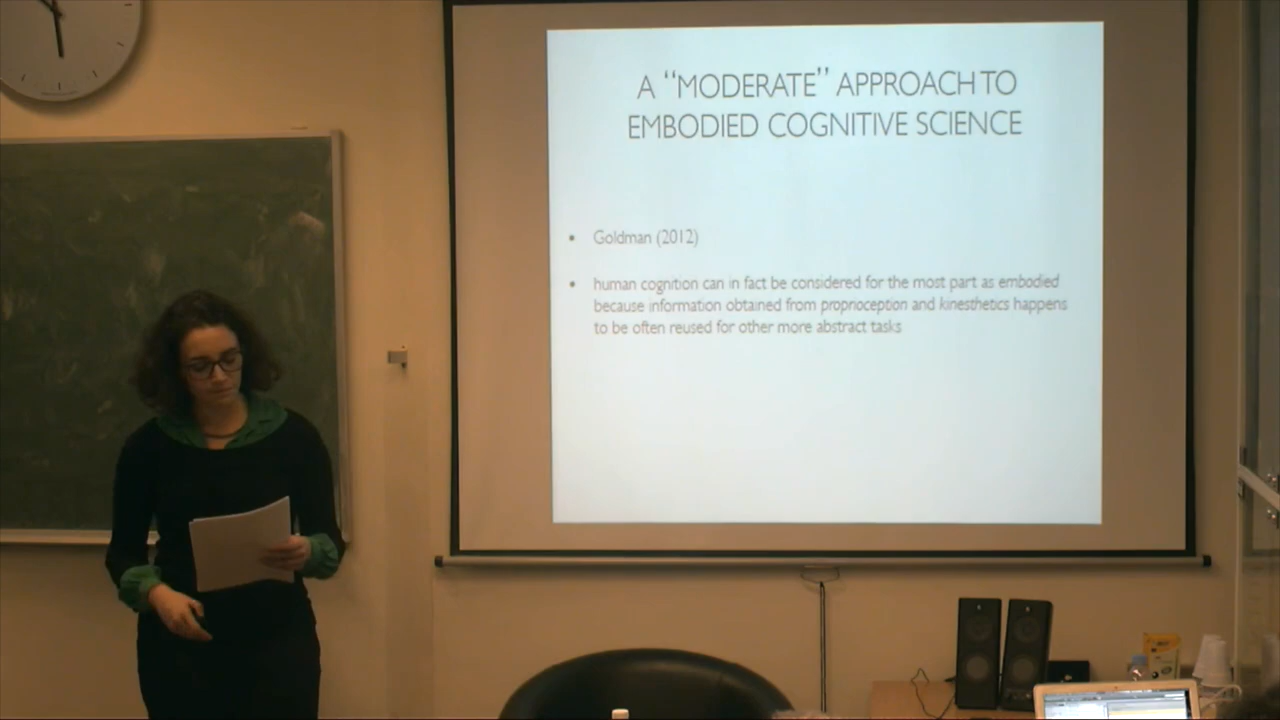 A “MODERATE” APPROACH TO
EMBODIED COGNITIVE SCIENCE
• Goldman (2012)
• human cognition can in fact be considered for the most part as embodied
because information obtained from proprioception and kinesthetics happens
to be often reused for other more abstract tasks